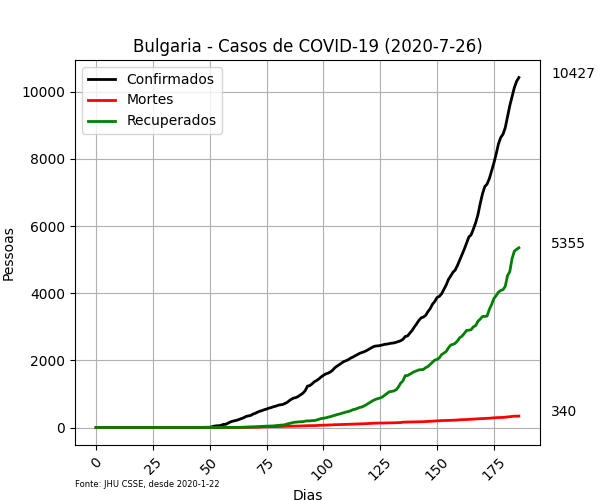 Bulgaria - Casos de COVID-19 (2020-7-26)
Confirmados
Mortes
Recuperados
10427
5355
340
Pessoas
10000
8000
6000
4000
2000
0
0
25
50
75
100
125
150
175
Fonte: JHU CSSE, desde 2020-1-22
Dias